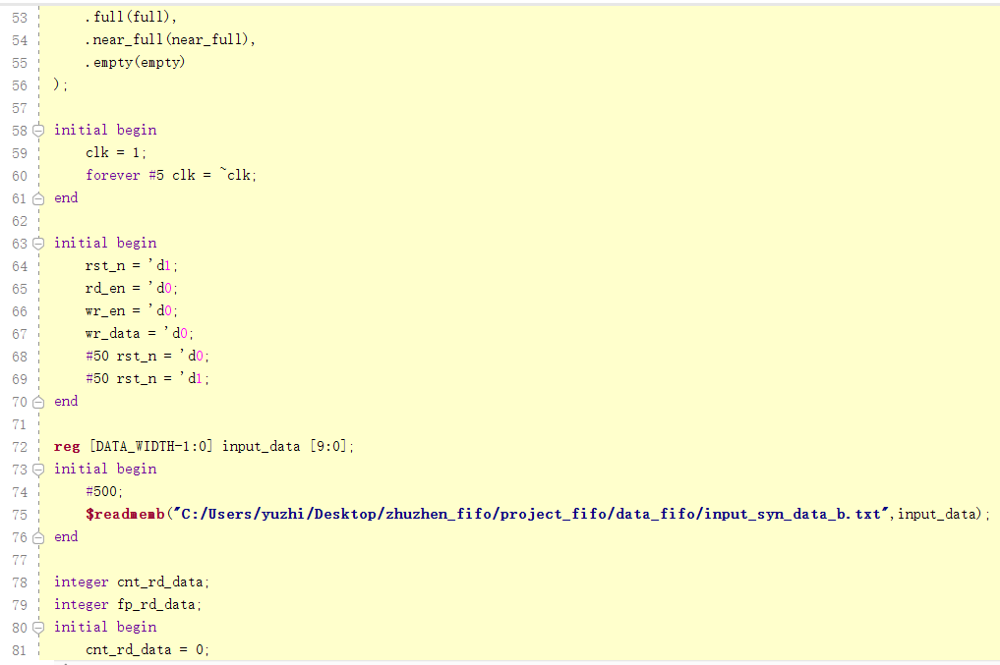 53 .full(full),
54 .near_full(near_full),
55 .empty(empty)
56 );
57
58 initial begin
59 clk = 1;
60 forever #5 clk = ~clk;
61 end
62
63 initial begin
64 rst_n = 'd1;
65 rd_en = 'd0;
66 wr_en = 'd0;
67 wr_data = 'd0;
68 #50 rst_n = 'd0;
69 #50 rst_n = 'd1;
70 end
71
72 reg [DATA_WIDTH-1:0] input_data [9:0];
73 initial begin
74 #500;
75 $readmemb("C:/Users/yuzhi/Desktop/zhuzhen_fifo/project_fifo/data_fifo/input_syn_data_b.txt",input_data);
76 end
77
78 integer cnt_rd_data;
79 integer fp_rd_data;
80 initial begin
81 cnt_rd_data = 0;